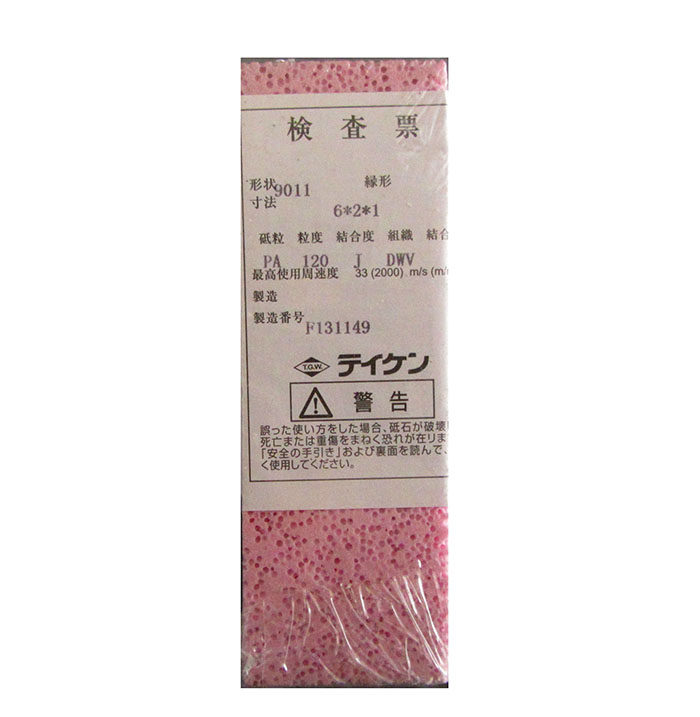 検査票
形状 9011 縁形
寸法
6*2*1
砥粒 粒度 結合度 組織 結合
PA 120 J DWV
最高使用周速度 33 (2000) m/s (m/
製造
製造番号 F131149
T.G.W. テイケン
警告
誤った使い方をした場合、砥石が破壊
死亡または重傷をまねく恐れが在りま
「安全の手引き」および裏面を読んで、
く使用してください。